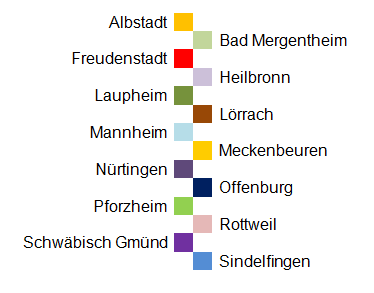 Albstadt
Bad Mergentheim
Freudenstadt
Heilbronn
Laupheim
Lörrach
Mannheim
Meckenbeuren
Nürtingen
Offenburg
Pforzheim
Rottweil
Schwäbisch Gmünd
Sindelfingen